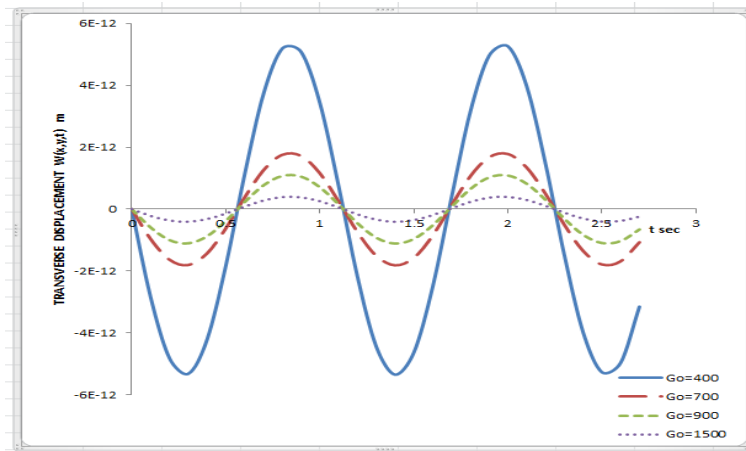 6E-12
4E-12
2E-12
0
-2E-12
-4E-12
-6E-12
TRANSVERSE DISPLACEMENT W(x,y,t) m
0
0.5
1
1.5
2
2.5
3
t sec
Go=400
Go=700
Go=900
Go=1500